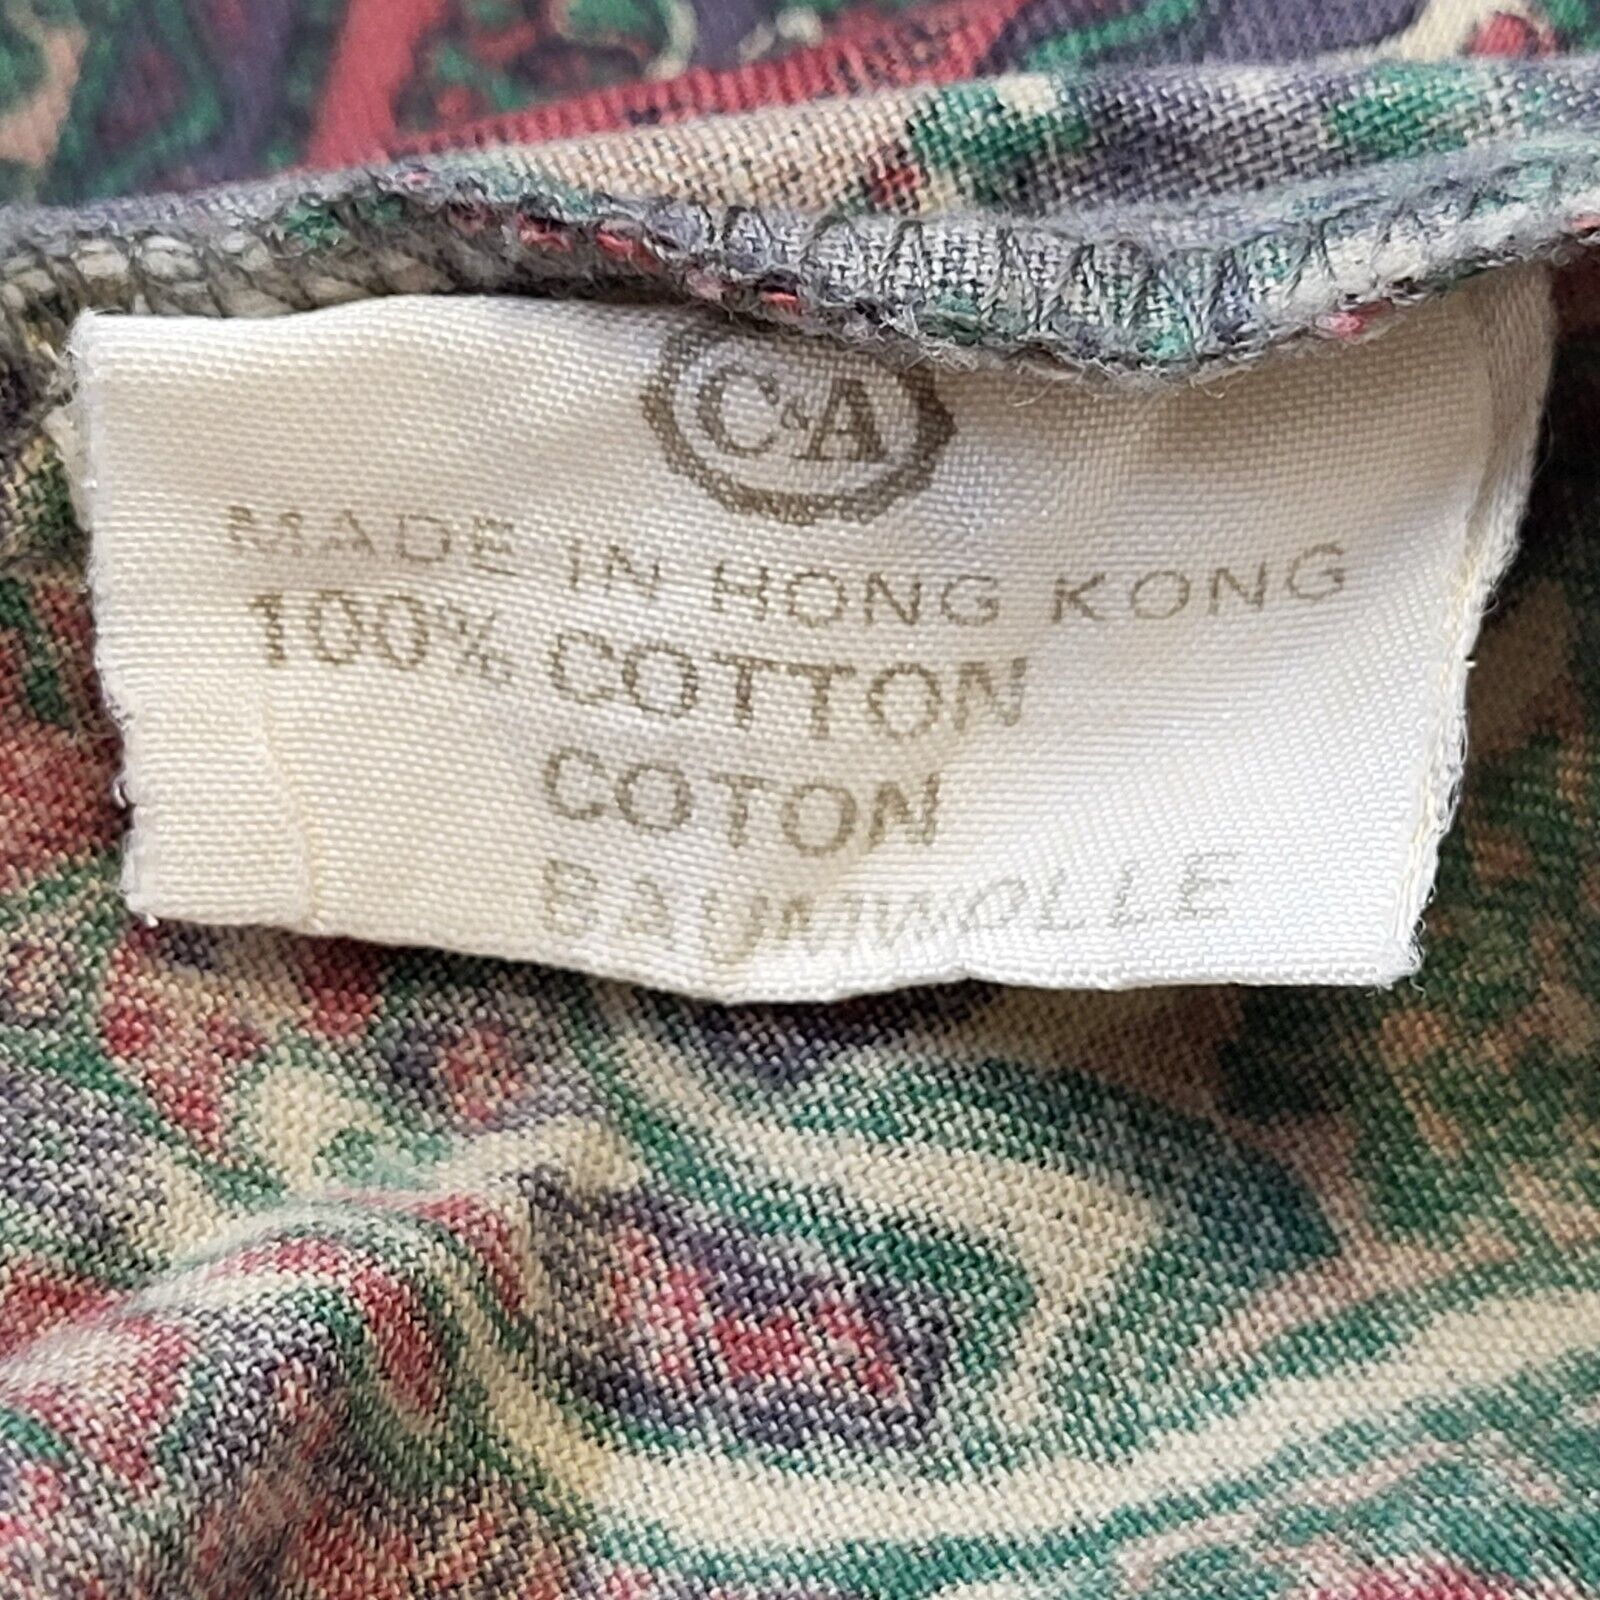 C&A
MADE IN HONG KONG
100% COTTON
COTON
BAUMWOLLE